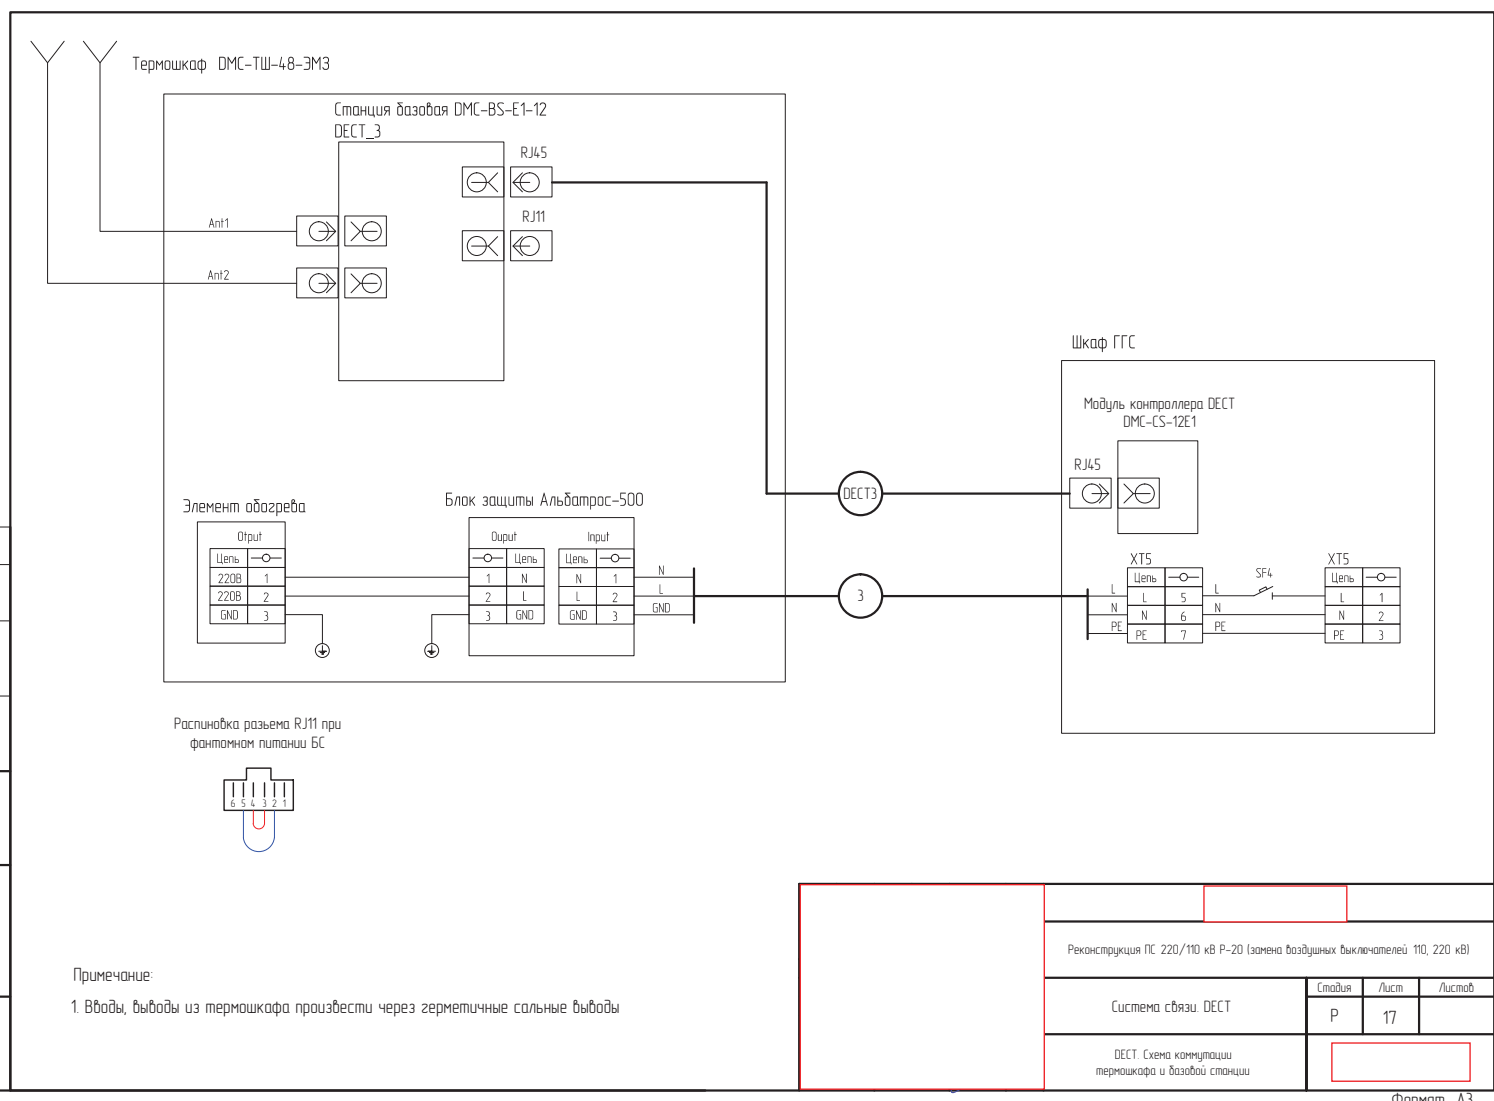 Термошкаф DMC-ТШ-48-ЭМЗ
Станция базовая DMC-BS-E1-12
DECT_3
RJ45
RJ11
Ant1
Ant2
Шкаф ГГС
Модуль контроллера DECT
DMC-CS-12E1
RJ45
DECT3
Элемент обогрева
Otput
Цепь
220В 1
220В 2
GND 3
Блок защиты Альбатрос-500
Ouput Input
Цепь Цепь
1 N N 1 N
2 L L 2 L
3 GND GND 3 GND
3
XT5 XT5
Цепь SF4 Цепь
L L 5 L L 1
N N 6 N N 2
PE PE 7 PE PE 3
Распиновка разьема RJ11 при
фантомном питании БС
6 5 4 3 2 1
Примечание:
1. Вводы, выводы из термошкафа произвести через герметичные сальные выводы
Реконструкция ПС 220/110 кВ Р-20 (замена воздушных выключателей 110, 220 кВ)
Система связи. DECT
Стадия Лист Листов
Р 17
DECT. Схема коммутации
термошкафа и базовой станции
Формат А3